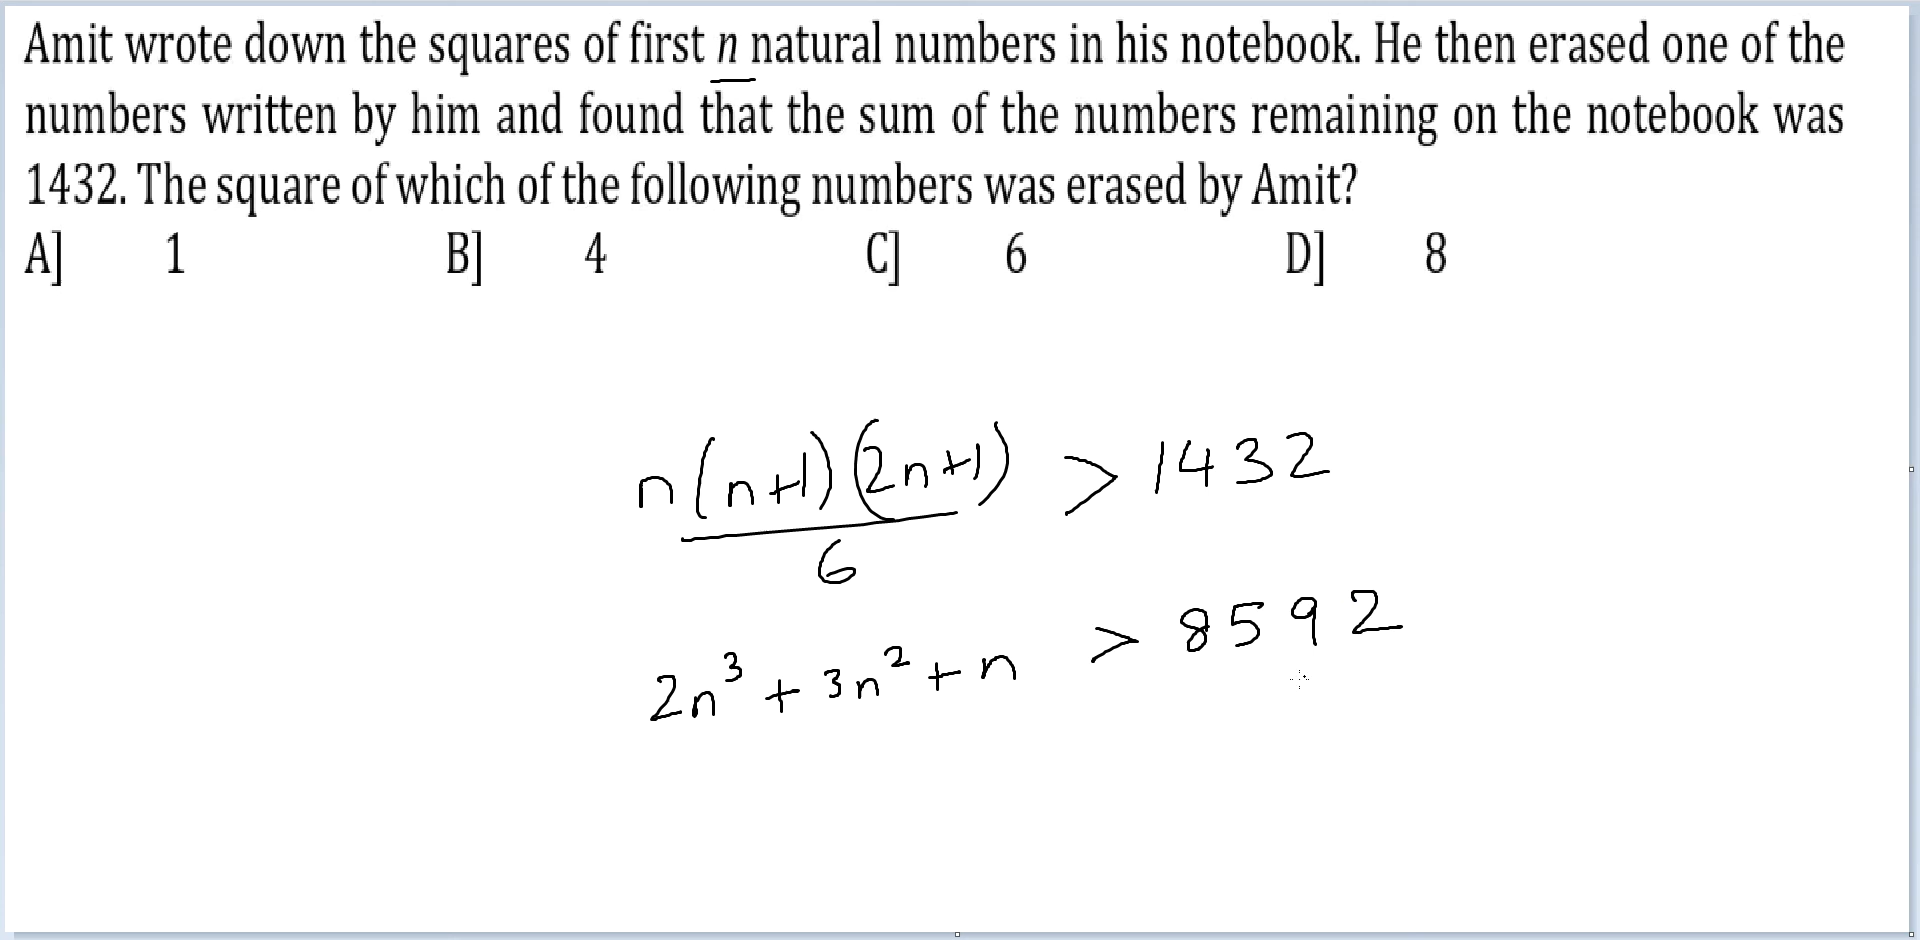 Amit wrote down the squares of first n natural numbers in his notebook. He then erased one of the
numbers written by him and found that the sum of the numbers remaining on the notebook was
1432. The square of which of the following numbers was erased by Amit?
A] 1 B] 4 C] 6 D] 8
n(n+1)(2n+1) > 1432
6
2n³ + 3n² + n > 8592